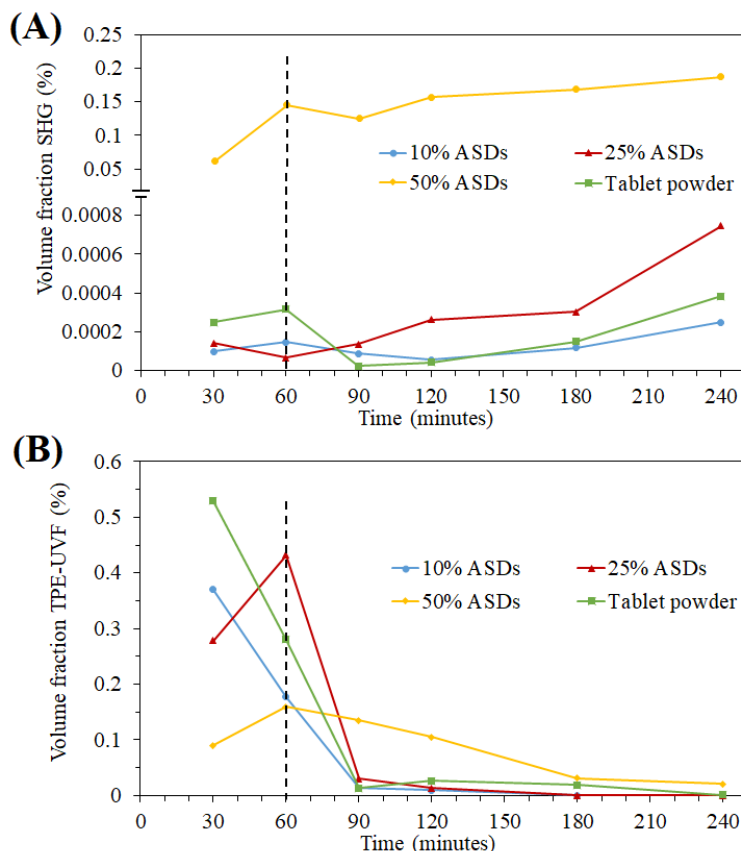 (A)
Volume fraction SHG (%)
0.25
0.2
0.15
0.1
0.05
0.0008
0.0006
0.0004
0.0002
0
10% ASDs
25% ASDs
50% ASDs
Tablet powder
0 30 60 90 120 150 180 210 240
Time (minutes)
(B)
Volume fraction TPE-UVF (%)
0.6
0.5
0.4
0.3
0.2
0.1
0
10% ASDs
25% ASDs
50% ASDs
Tablet powder
0 30 60 90 120 150 180 210 240
Time (minutes)